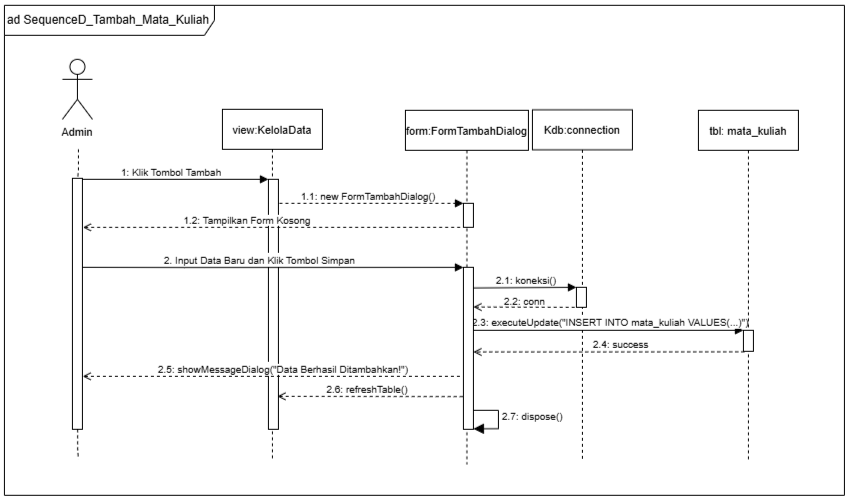 ad SequenceD_Tambah_Mata_Kuliah
Admin
view:KelolaData
form:FormTambahDialog
Kdb:connection
tbl: mata_kuliah
1: Klik Tombol Tambah
1.1: new FormTambahDialog()
1.2: Tampilkan Form Kosong
2. Input Data Baru dan Klik Tombol Simpan
2.1: koneksi()
2.2: conn
2.3: executeUpdate("INSERT INTO mata_kuliah VALUES(...)")
2.4: success
2.5: showMessageDialog("Data Berhasil Ditambahkan!")
2.6: refreshTable()
2.7: dispose()